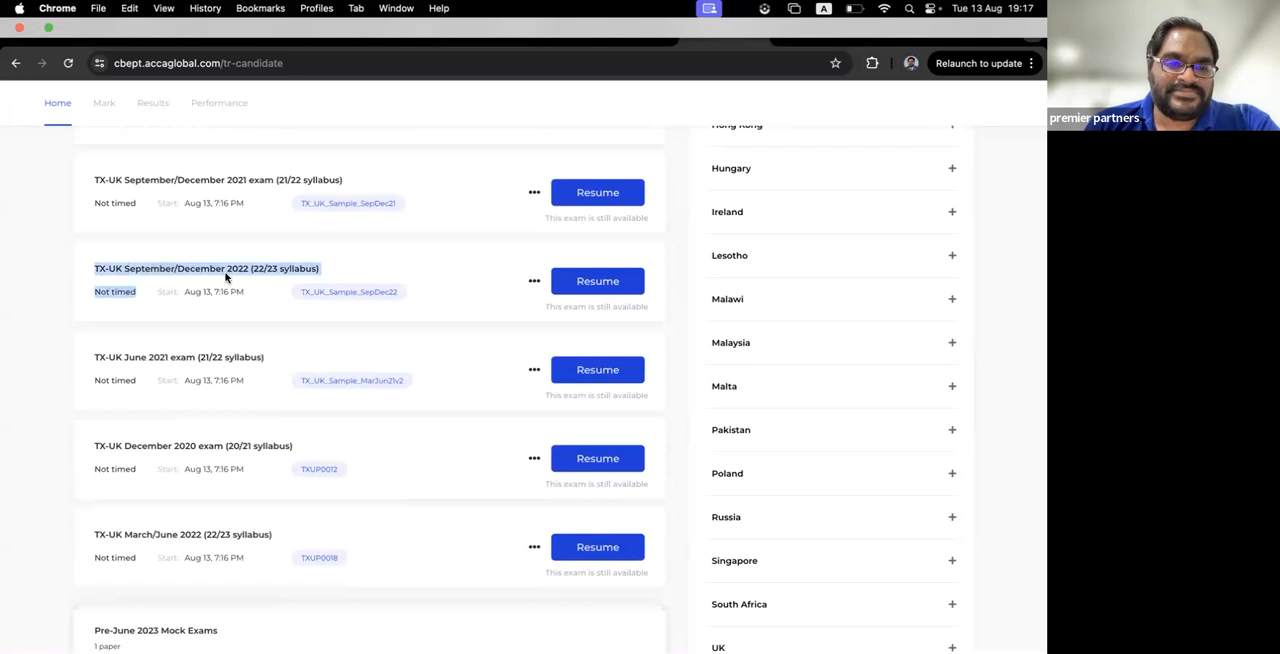 Chrome File Edit View History Bookmarks Profiles Tab Window Help
A Tue 13 Aug 19:17
cbept.accaglobal.com/tr-candidate
Relaunch to update
Home Mark Results Performance
premier partners
TX-UK September/December 2021 exam (21/22 syllabus)
Not timed Start: Aug 13, 7:16 PM TX_UK_Sample_SepDec21
Resume
This exam is still available
TX-UK September/December 2022 (22/23 syllabus)
Not timed Start: Aug 13, 7:16 PM TX_UK_Sample_SepDec22
Resume
This exam is still available
TX-UK June 2021 exam (21/22 syllabus)
Not timed Start: Aug 13, 7:16 PM TX_UK_Sample_MarJun21v2
Resume
This exam is still available
TX-UK December 2020 exam (20/21 syllabus)
Not timed Start: Aug 13, 7:16 PM TXUP0012
Resume
This exam is still available
TX-UK March/June 2022 (22/23 syllabus)
Not timed Start: Aug 13, 7:16 PM TXUP0018
Resume
This exam is still available
Pre-June 2023 Mock Exams
1 paper
Hong Kong
Hungary
Ireland
Lesotho
Malawi
Malaysia
Malta
Pakistan
Poland
Russia
Singapore
South Africa
UK